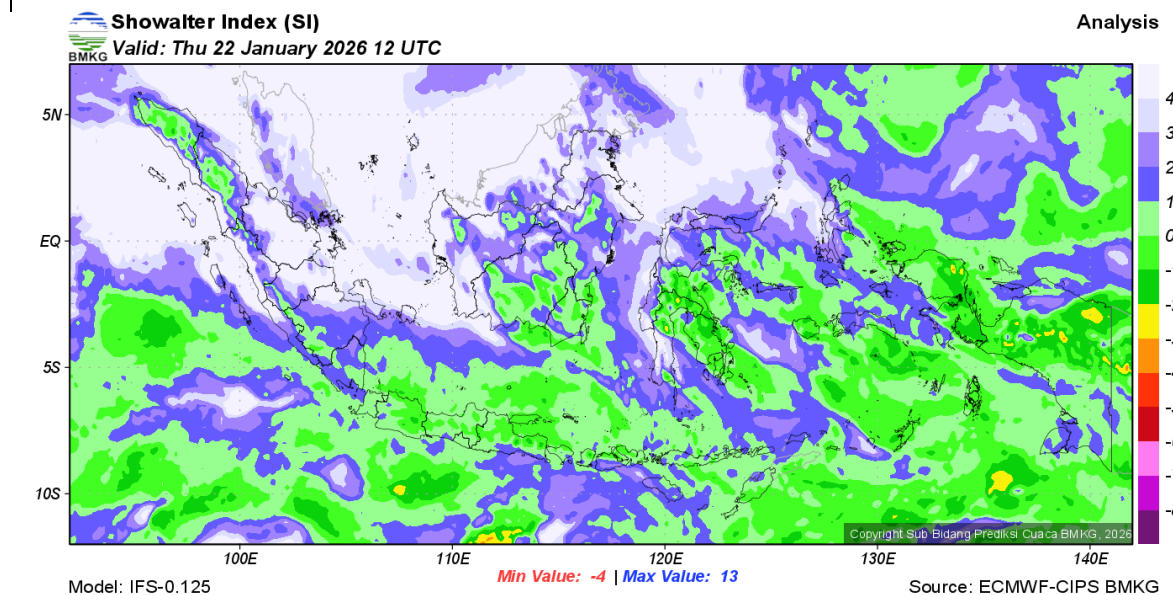 Showalter Index (SI)
Analysis
BMKG
Valid: Thu 22 January 2026 12 UTC
5N
EQ
5S
10S
4
3
2
1
0
100E
110E
120E
130E
140E
Copyright Sub Bidang Prediksi Cuaca BMKG, 2026
Min Value: -4 | Max Value: 13
Model: IFS-0.125
Source: ECMWF-CIPS BMKG